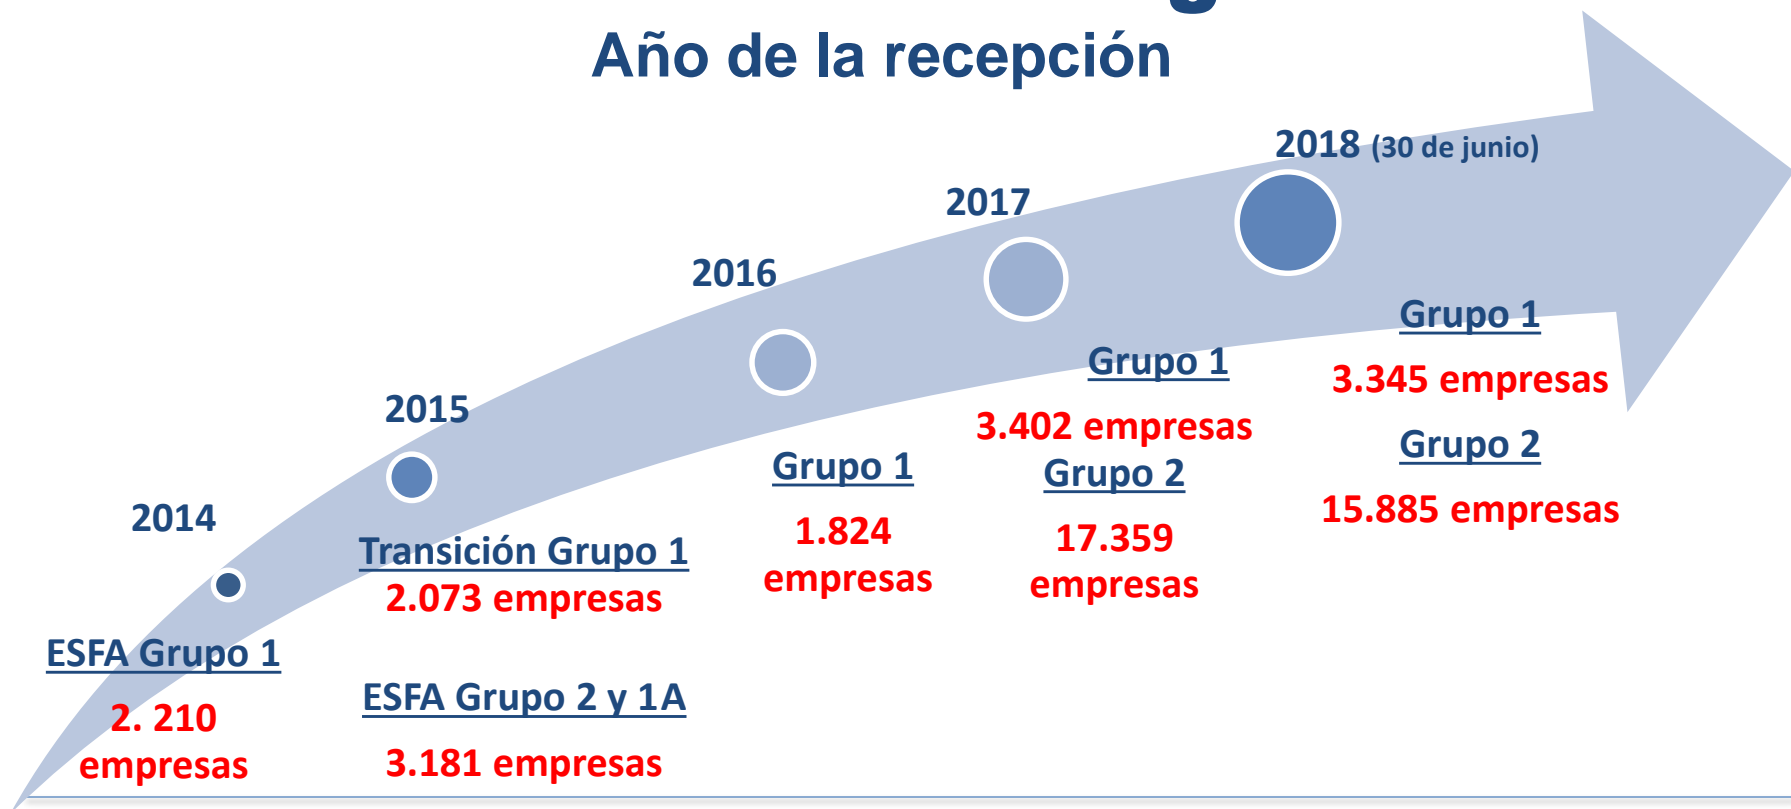 Año de la recepción
2014
ESFA Grupo 1
2. 210
empresas
2015
Transición Grupo 1
2.073 empresas
ESFA Grupo 2 y 1A
3.181 empresas
2016
Grupo 1
1.824
empresas
2017
Grupo 1
3.402 empresas
Grupo 2
17.359
empresas
2018 (30 de junio)
Grupo 1
3.345 empresas
Grupo 2
15.885 empresas